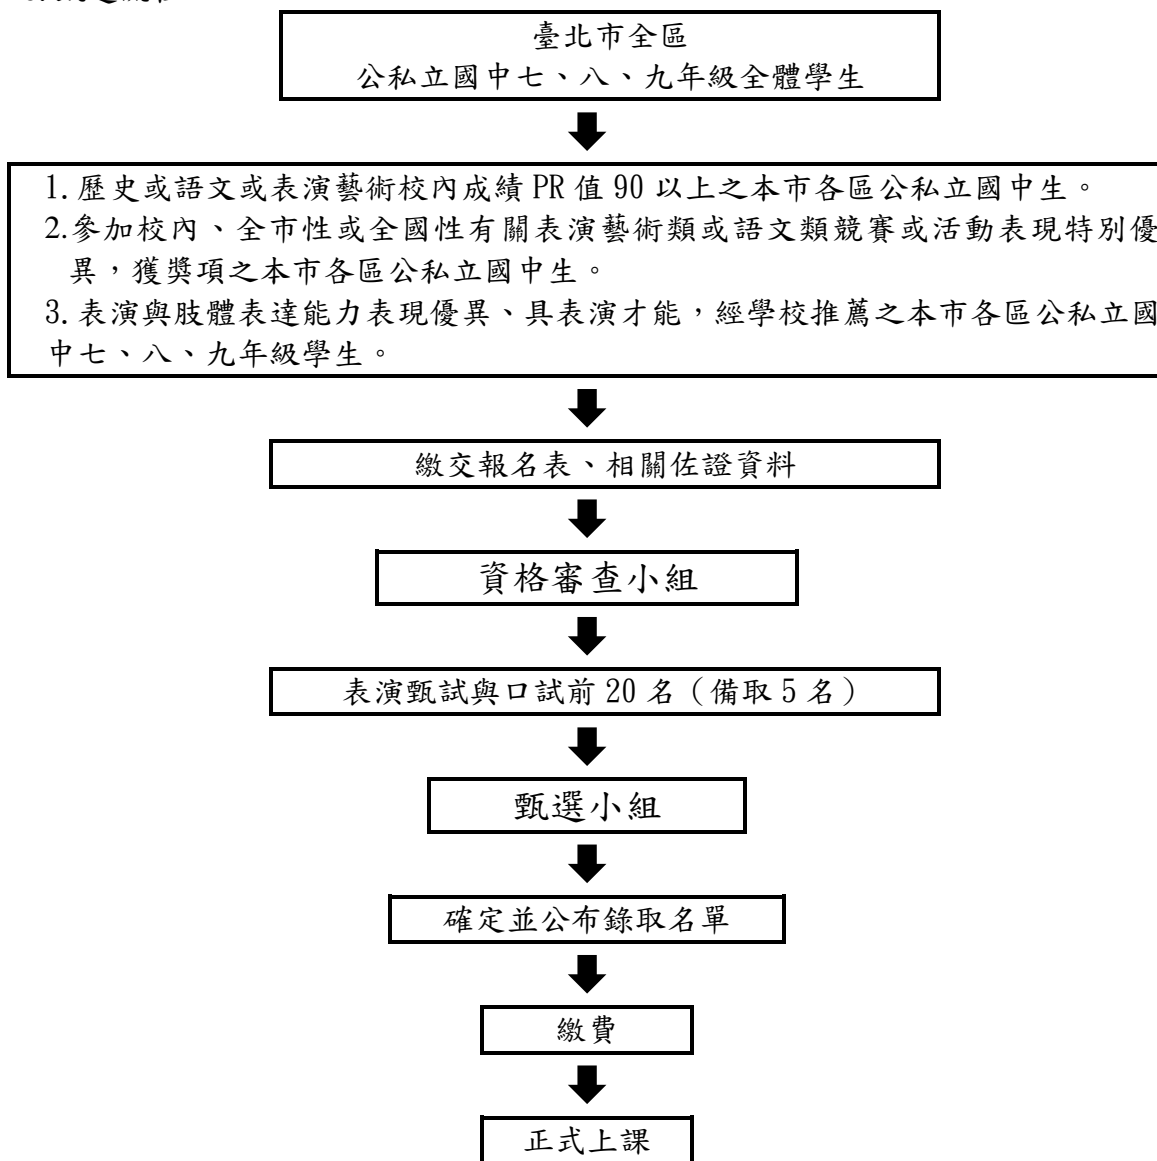 臺北市全區
公私立國中七、八、九年級全體學生
1.歷史或語文或表演藝術校內成績 PR 值 90 以上之本市各區公私立國中生。
2.參加校內、全市性或全國性有關表演藝術類或語文類競賽或活動表現特別優
異，獲獎項之本市各區公私立國中生。
3.表演與肢體表達能力表現優異、具表演才能，經學校推薦之本市各區公私立國
中七、八、九年級學生。
繳交報名表、相關佐證資料
資格審查小組
表演甄試與口試前 20 名（備取 5 名）
甄選小組
確定並公布錄取名單
繳費
正式上課